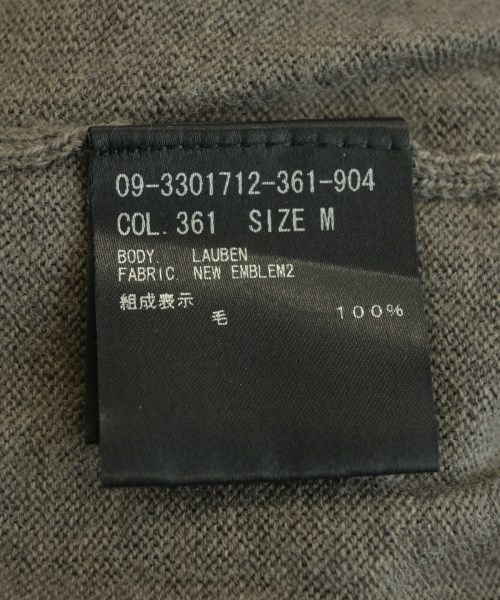 09-3301712-361-904
COL. 361 SIZE M
BODY. LAUBEN
FABRIC. NEW EMBLEM2
組成表示
毛 100%